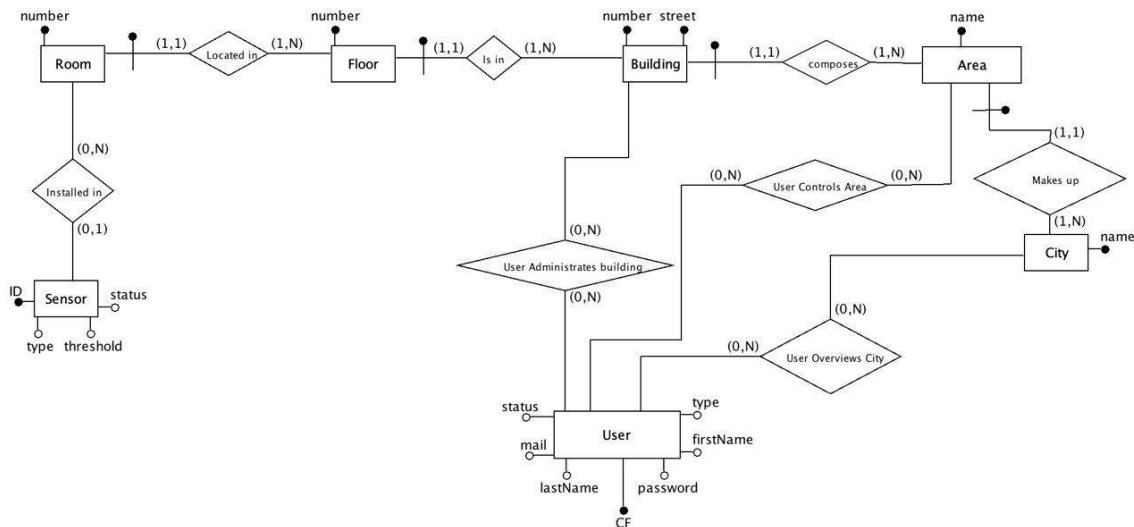 number
number
number street
name
Room
(1,1)
Located in
(1,N)
Floor
(1,1)
Is in
(1,N)
Building
(1,1)
composes
(1,N)
Area
(0,N)
Installed in
(0,1)
(0,N)
User Controls Area
(0,N)
(1,1)
Makes up
(1,N)
City
name
(0,N)
User Administrates building
(0,N)
ID
Sensor
status
type
threshold
(0,N)
(0,N)
User Overviews City
status
type
mail
User
firstName
lastName
password
CF